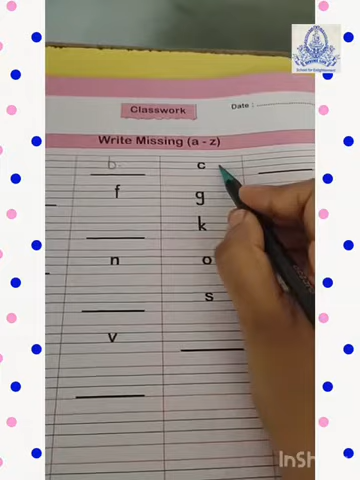 Classwork
Date :
Write Missing (a - z)
b c
f g
k
n o
s
v
InSh